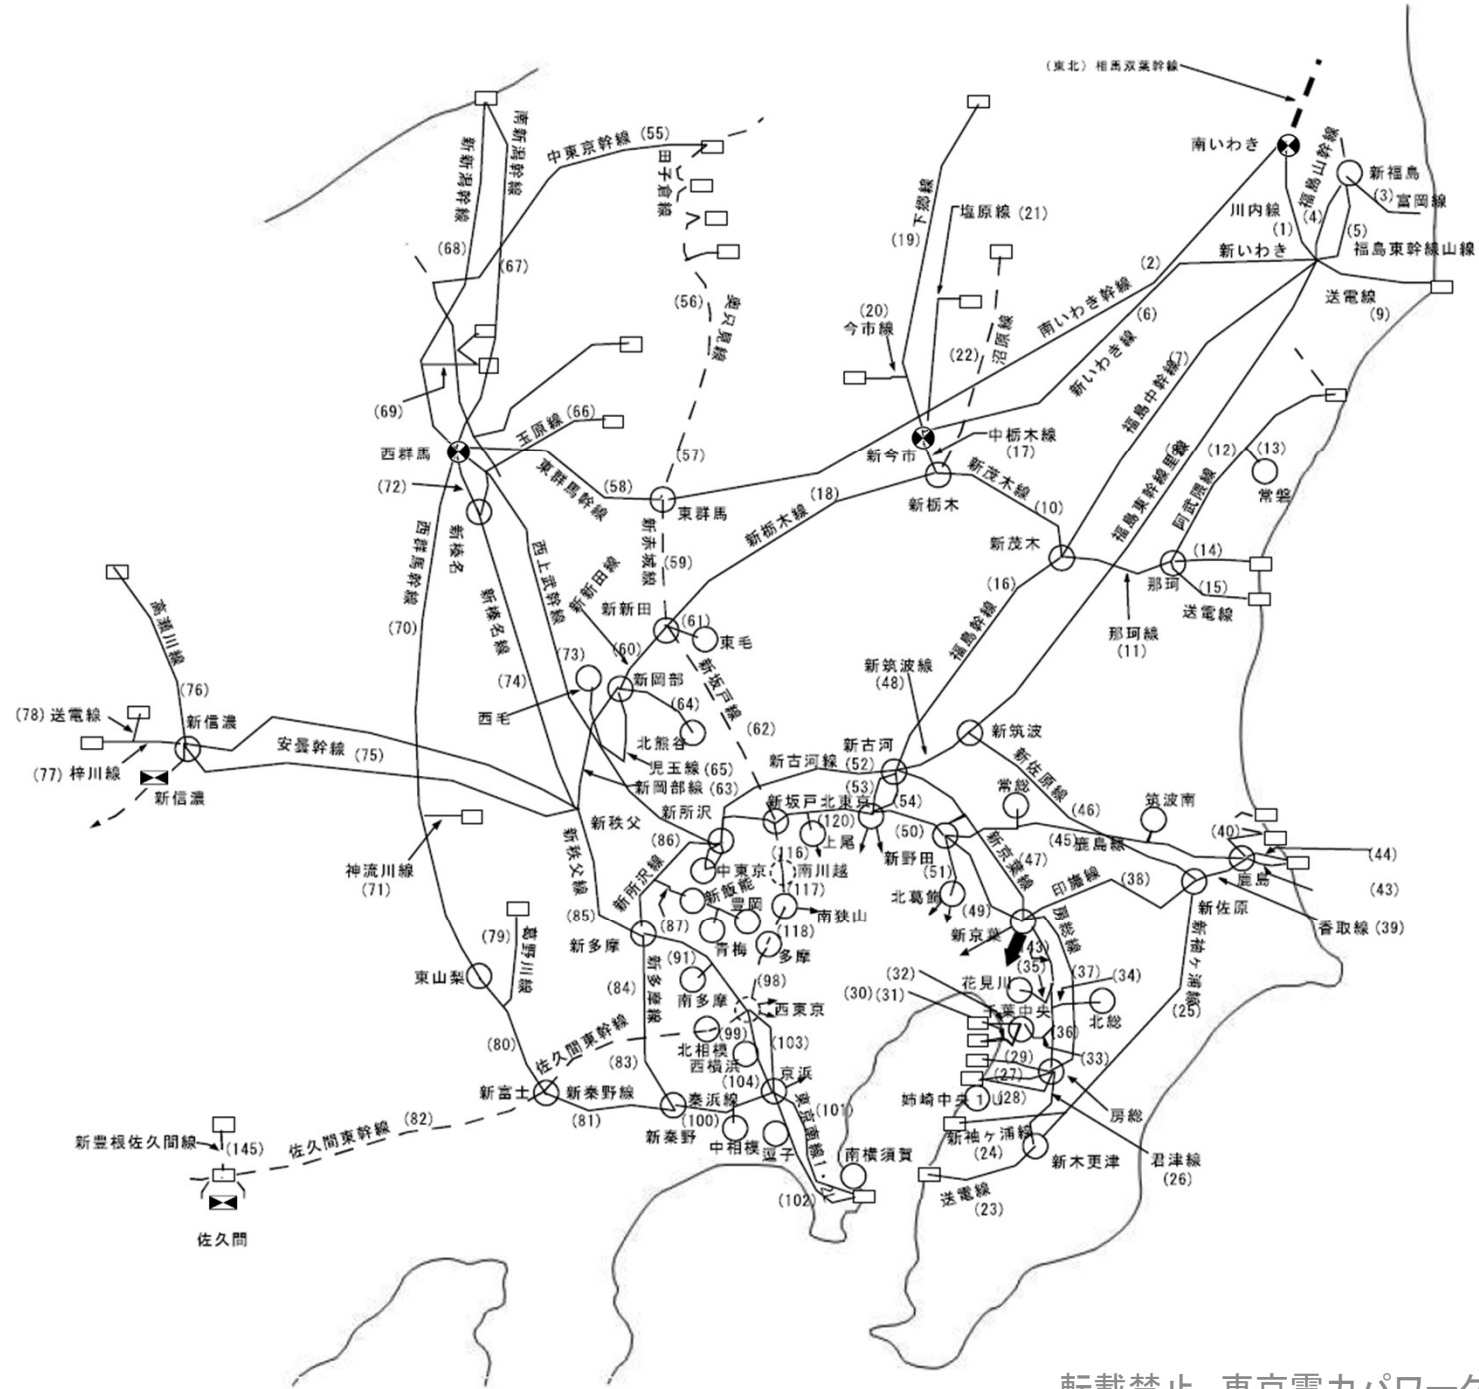 (東北) 相馬双葉幹線
南いわき
福島山幹線
新福島
(3)
富岡線
川内線
(1)
(4)
(5)
福島東幹線山線
新いわき
送電線
(9)
南新潟幹線
新新潟幹線
中東京幹線
(55)
田子倉線
(68)
(67)
下郷線
(19)
塩原線 (21)
(2)
南いわき幹線
(6)
新いわき線
(20)
今市線
(22)
沼原線
(56)
奥只見線
(7)
福島中幹線
福島東幹線里線
(12)
(13)
阿武隈線
常磐
(69)
玉原線 (66)
西群馬
(72)
東群馬幹線
(58)
(57)
東群馬
新今市
中栃木線
(17)
新栃木
新茂木線
(10)
(18)
新栃木線
新茂木
(14)
那珂
(15)
送電線
那珂線
(11)
(16)
福島幹線
新榛名
西群馬幹線
(70)
新榛名線
(74)
西上武幹線
(73)
新赤城線
(59)
新新田線
新新田
(61)
東毛
(60)
新岡部
(64)
新坂戸線
(62)
西毛
北熊谷
児玉線 (65)
新岡部線 (63)
高瀬川線
(76)
(78) 送電線
新信濃
(77) 梓川線
新信濃
安曇幹線 (75)
新筑波線
(48)
新筑波
新古河
新古河線 (52)
(53)
(54)
新佐原線
(46)
常総
筑波南
新所沢
新坂戸
北東京
(120)
上尾
(50)
新野田
(51)
北葛飾
(45)
鹿島線
(40)
(44)
鹿島
(43)
新京葉線
(47)
印旛線
(38)
新佐原
香取線 (39)
新秩父
(86)
中東京
(116)
南川越
(117)
南狭山
(118)
神流川線
(71)
新秩父線
新所沢線
新飯能
豊岡
(87)
青梅
多摩
(49)
新京葉
房総線
(43)
(35)
(37)
(34)
花見川
千葉中央
北総
(36)
(32)
(30)
(31)
(33)
(29)
(27)
(28)
姉崎中央
1U
房総
新袖ヶ浦線
(25)
(79)
葛野川線
東山梨
(80)
(85)
新多摩
(91)
(84)
新多摩線
南多摩
(98)
西東京
(99)
北相模
西横浜
(103)
(104)
京浜
佐久間東幹線
(83)
新富士
新秦野線
(81)
秦浜線
(100)
新秦野
中相模
逗子
(101)
東京南線1・2L
南横須賀
(102)
新袖ヶ浦線
(24)
新木更津
君津線
(26)
送電線
(23)
新豊根佐久間線
(145)
佐久間東幹線
(82)
佐久間